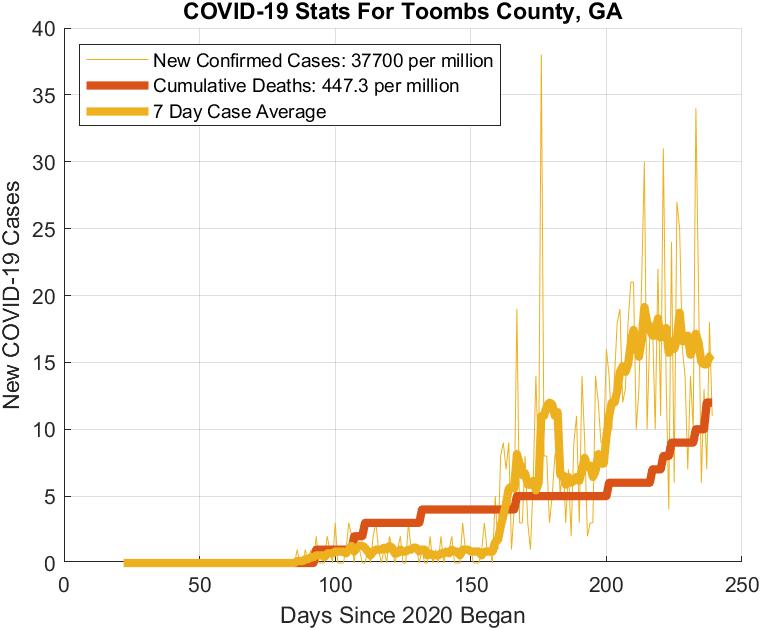 COVID-19 Stats For Toombs County, GA
New Confirmed Cases: 37700 per million
Cumulative Deaths: 447.3 per million
7 Day Case Average
New COVID-19 Cases
40
35
30
25
20
15
10
5
0
0 50 100 150 200 250
Days Since 2020 Began